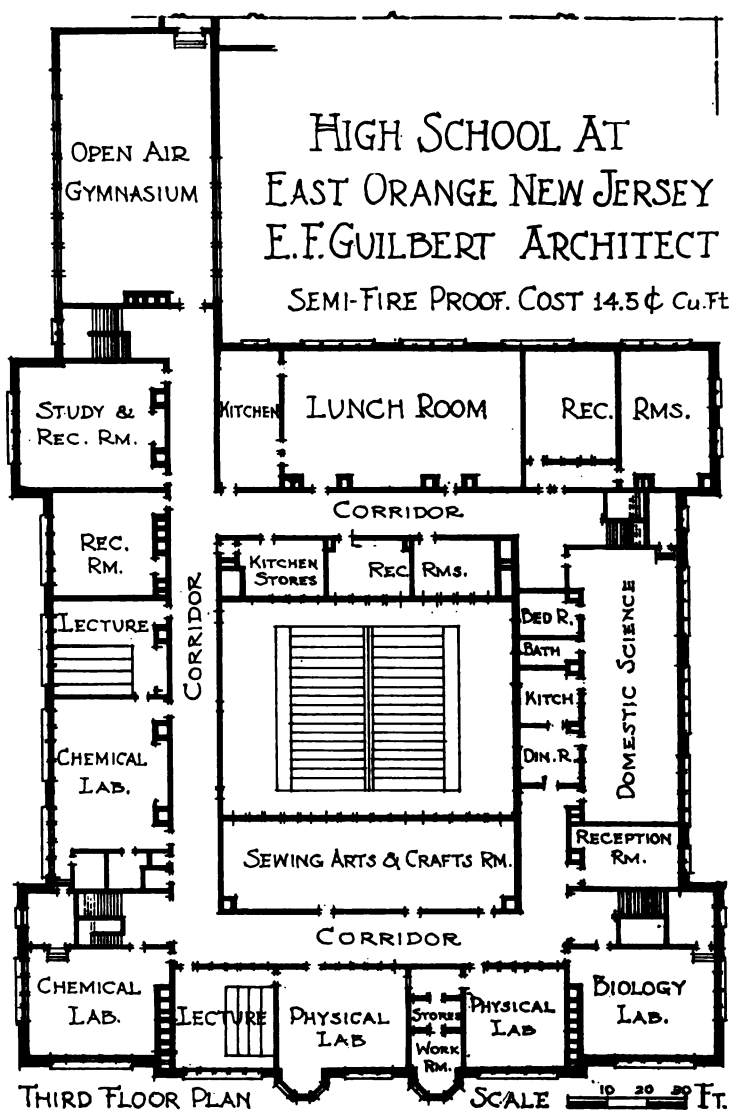 HIGH SCHOOL AT
EAST ORANGE NEW JERSEY
E.F. GUILBERT ARCHITECT
SEMI-FIRE PROOF. COST 14.5¢ CU.FT
OPEN AIR
GYMNASIUM
STUDY &
REC. RM.
KITCHEN
LUNCH ROOM
REC.
RMS.
CORRIDOR
REC.
RM.
KITCHEN
STORES
REC
RMS.
LECTURE
CORRIDOR
BED R.
BATH
KITCH
DIN. R.
DOMESTIC SCIENCE
CHEMICAL
LAB.
SEWING ARTS & CRAFTS RM.
RECEPTION
RM.
CORRIDOR
CHEMICAL
LAB.
LECTURE
PHYSICAL
LAB
STORES
WORK
RM.
PHYSICAL
LAB
BIOLOGY
LAB.
THIRD FLOOR PLAN
SCALE
10 20 30 FT.